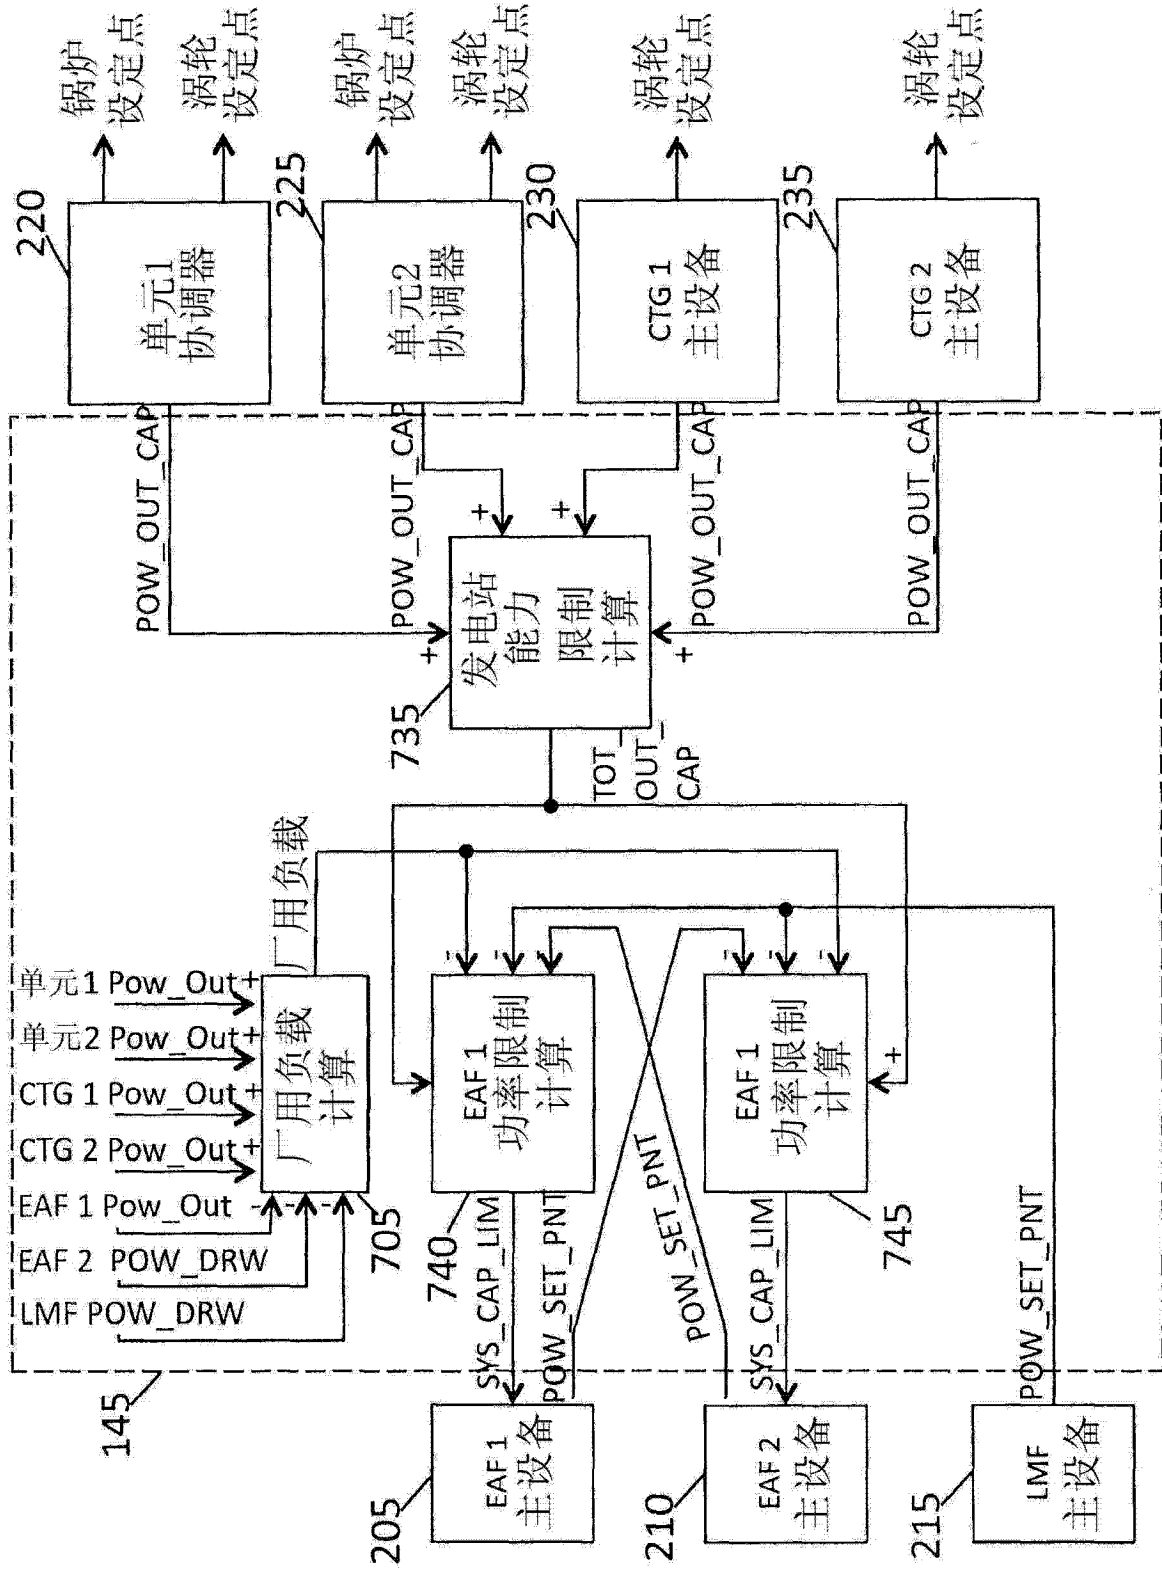 锅炉
设定点
涡轮
设定点
锅炉
设定点
涡轮
设定点
涡轮
设定点
涡轮
设定点
220
225
230
235
单元1
协调器
单元2
协调器
CTG 1
主设备
CTG 2
主设备
POW_OUT_CAP
POW_OUT_CAP
POW_OUT_CAP
POW_OUT_CAP
+
+
+
+
发电站
能力
限制
计算
735
TOT_
OUT_
CAP
单元1 Pow_Out +
单元2 Pow_Out +
CTG 1 Pow_Out +
CTG 2 Pow_Out +
EAF 1 Pow_Out -
EAF 2 POW_DRW -
LMF POW_DRW -
厂用负载
厂用负载
计算
705
- - -
EAF 1
功率限制
计算
740
- - -
EAF 1
功率限制
计算
+
745
SYS_CAP_LIM
POW_SET_PNT
POW_SET_PNT
SYS_CAP_LIM
POW_SET_PNT
145
205
EAF 1
主设备
210
EAF 2
主设备
215
LMF
主设备